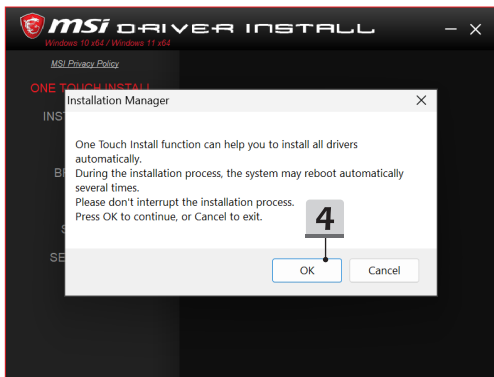 msi DRIVER INSTALL
Windows 10 x64 / Windows 11 x64
MSI Privacy Policy
ONE TOUCH INSTALL
Installation Manager
INS
One Touch Install function can help you to install all drivers
automatically.
During the installation process, the system may reboot automatically
several times.
Please don't interrupt the installation process.
Press OK to continue, or Cancel to exit.
4
SE
OK Cancel